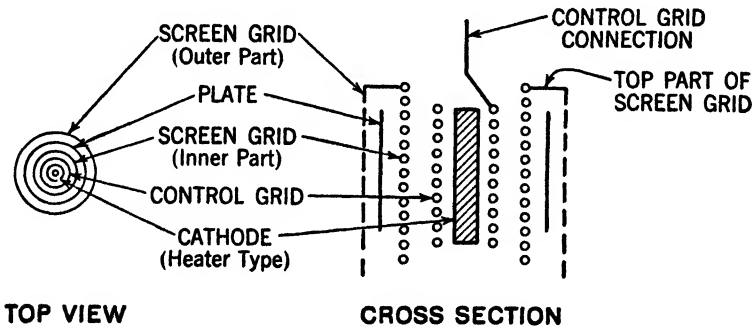 SCREEN GRID
(Outer Part)
PLATE
SCREEN GRID
(Inner Part)
CONTROL GRID
CATHODE
(Heater Type)
CONTROL GRID
CONNECTION
TOP PART OF
SCREEN GRID
TOP VIEW
CROSS SECTION